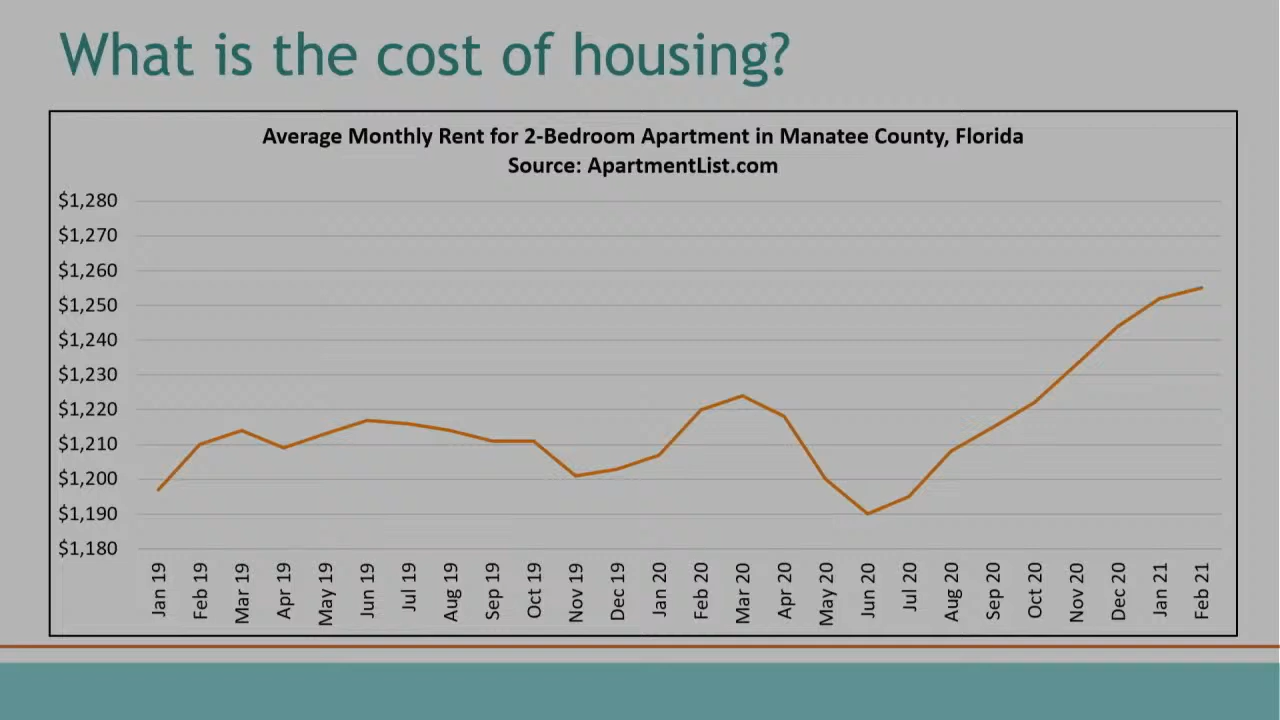 What is the cost of housing?
Average Monthly Rent for 2-Bedroom Apartment in Manatee County, Florida
Source: ApartmentList.com
$1,280
$1,270
$1,260
$1,250
$1,240
$1,230
$1,220
$1,210
$1,200
$1,190
$1,180
Jan 19
Feb 19
Mar 19
Apr 19
May 19
Jun 19
Jul 19
Aug 19
Sep 19
Oct 19
Nov 19
Dec 19
Jan 20
Feb 20
Mar 20
Apr 20
May 20
Jun 20
Jul 20
Aug 20
Sep 20
Oct 20
Nov 20
Dec 20
Jan 21
Feb 21